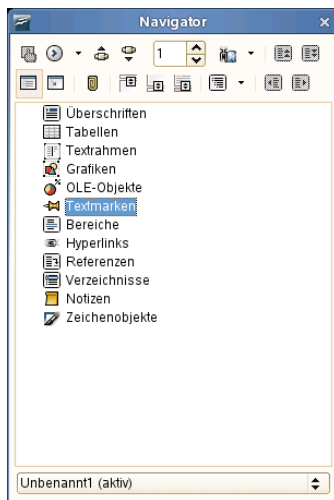 Navigator
1
Überschriften
Tabellen
Textrahmen
Grafiken
OLE-Objekte
Textmarken
Bereiche
Hyperlinks
Referenzen
Verzeichnisse
Notizen
Zeichenobjekte
Unbenannt1 (aktiv)